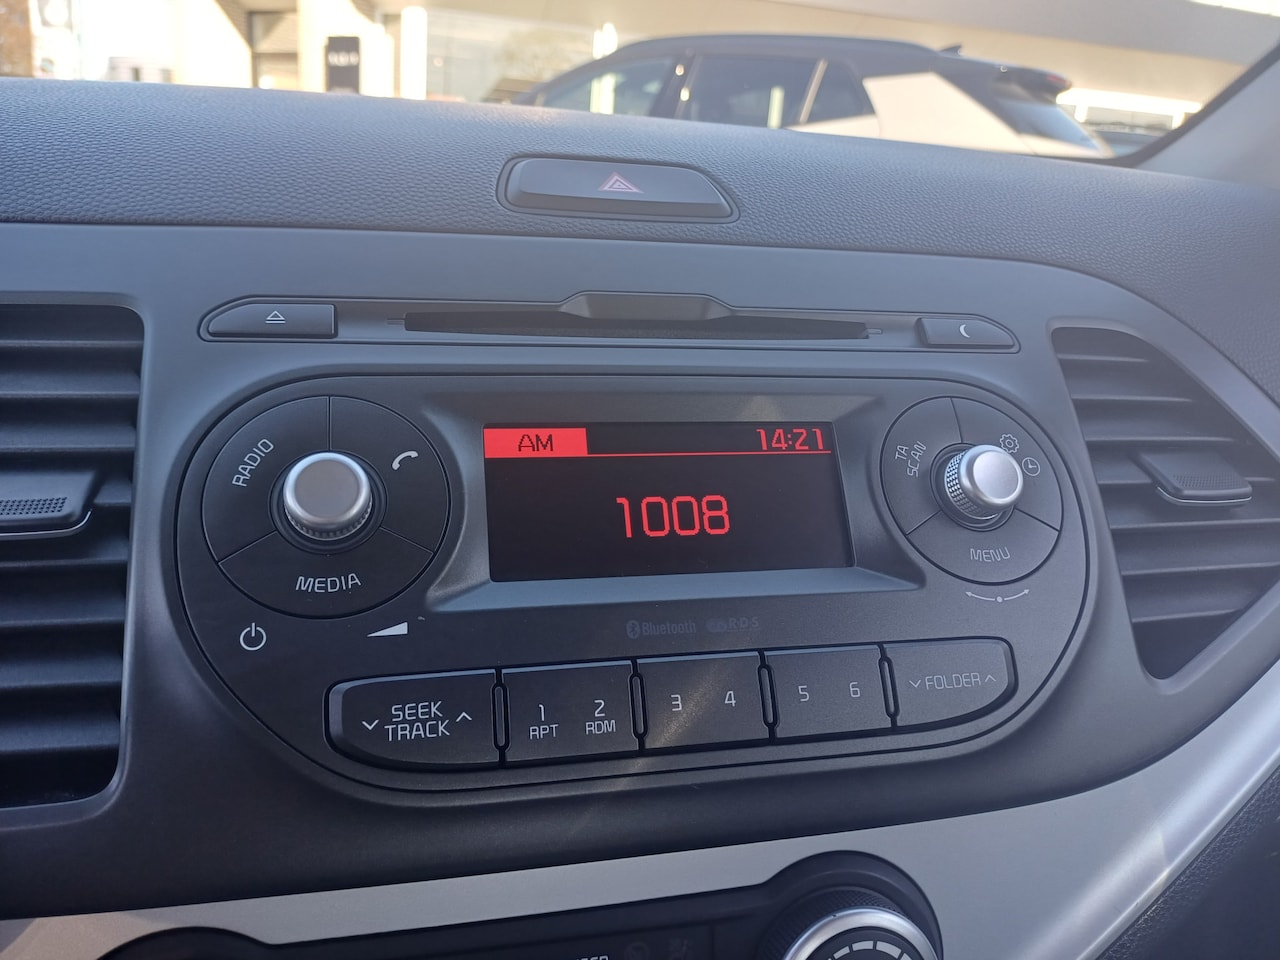 AM 14:21
1008
RADIO
MEDIA
TA
SCAN
MENU
Bluetooth R·D·S
SEEK
TRACK
1 2
RPT RDM
3 4
5 6
FOLDER